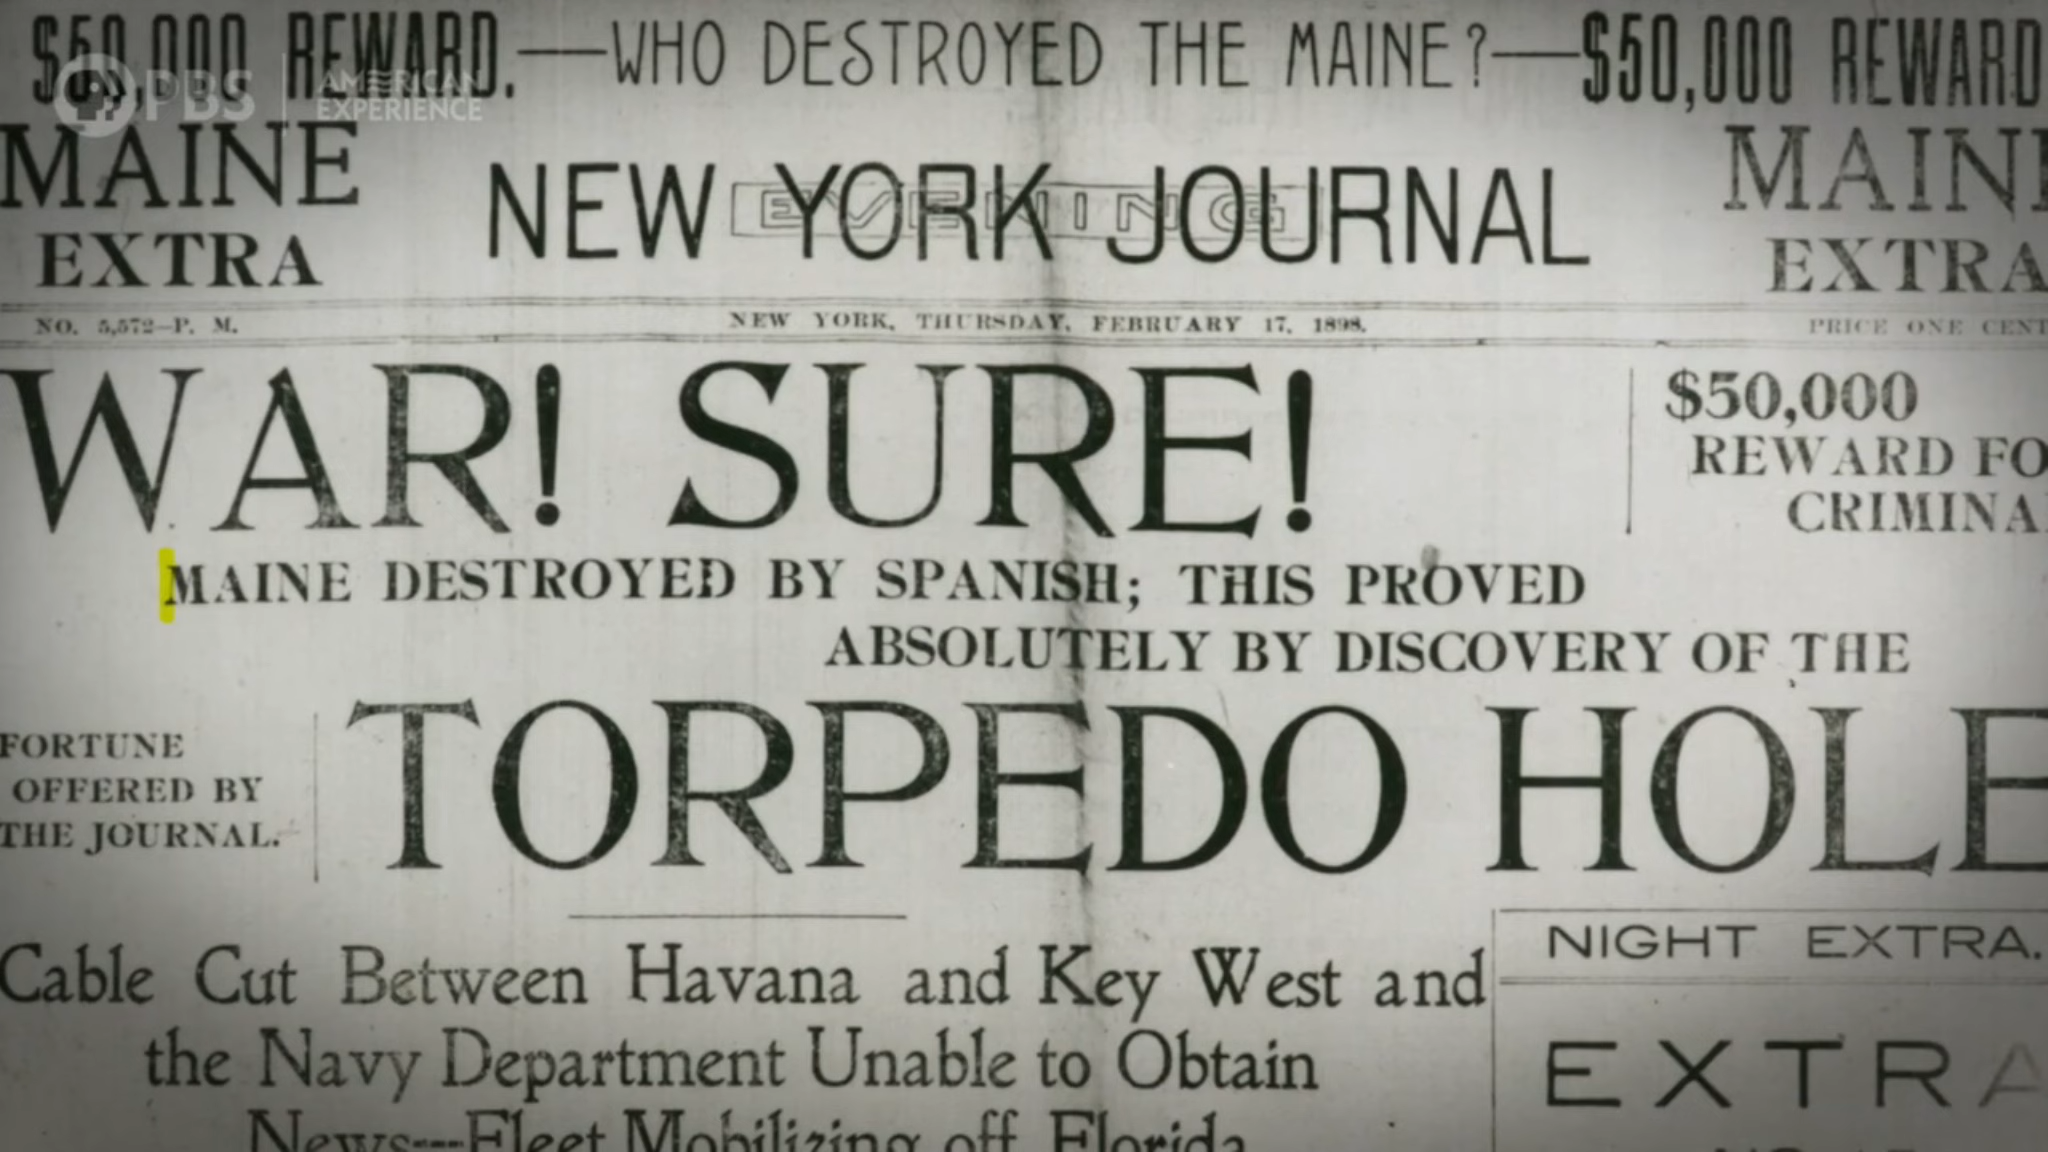 $50,000 REWARD.—WHO DESTROYED THE MAINE?—$50,000 REWARD
PBS | AMERICAN EXPERIENCE
MAINE EXTRA
NEW YORK JOURNAL
EVENING
MAINE EXTRA
NO. 5,572—P. M.
NEW YORK, THURSDAY, FEBRUARY 17, 1898.
PRICE ONE CENT
WAR! SURE!
$50,000
REWARD FO
CRIMINA
MAINE DESTROYED BY SPANISH; THIS PROVED
ABSOLUTELY BY DISCOVERY OF THE
FORTUNE
OFFERED BY
THE JOURNAL.
TORPEDO HOLE
Cable Cut Between Havana and Key West and
the Navy Department Unable to Obtain
News---Fleet Mobilizing off Florida
NIGHT EXTRA.
EXTRA